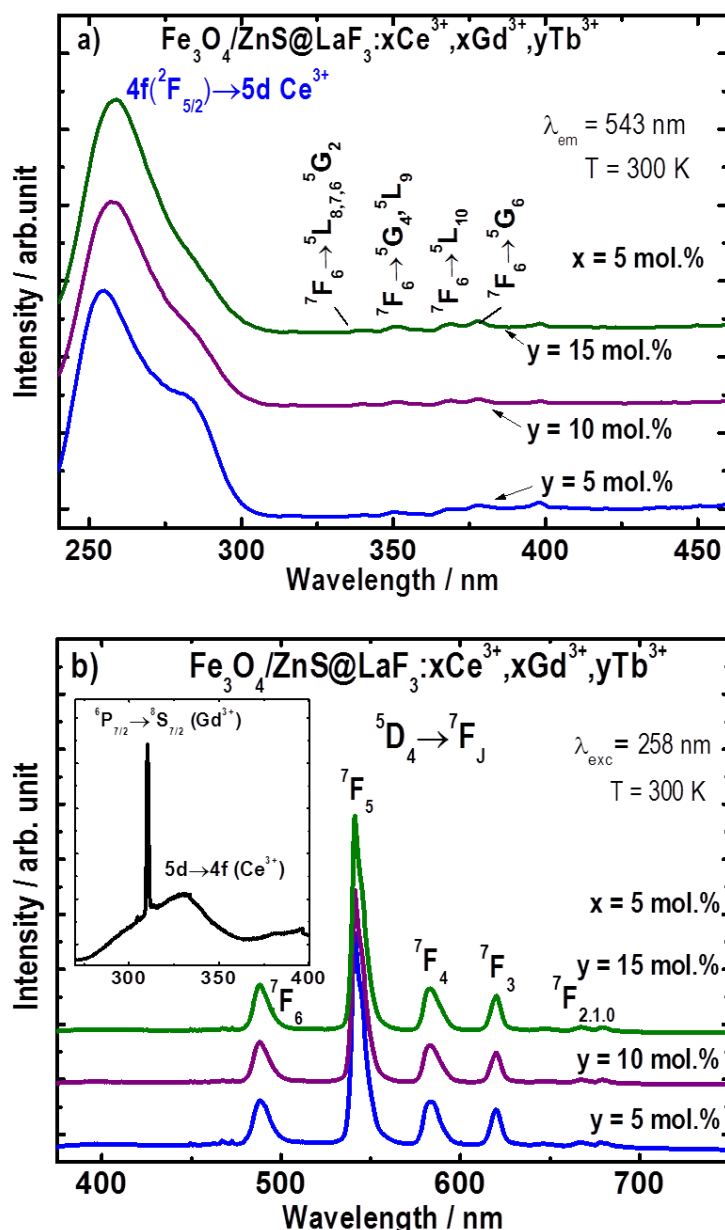 a) Fe₃O₄/ZnS@LaF₃:xCe³⁺,xGd³⁺,yTb³⁺
4f(²F₅/₂)→5d Ce³⁺
λem = 543 nm
T = 300 K
⁷F₆→⁵L₈,₇,₆ ⁵G₂
⁷F₆→⁵G₄, ⁵L₉
⁷F₆→⁵L₁₀
⁷F₆→⁵G₆
x = 5 mol.%
y = 15 mol.%
y = 10 mol.%
y = 5 mol.%
Intensity / arb.unit
250 300 350 400 450
Wavelength / nm
b) Fe₃O₄/ZnS@LaF₃:xCe³⁺,xGd³⁺,yTb³⁺
⁶P₇/₂→⁸S₇/₂ (Gd³⁺)
5d→4f (Ce³⁺)
300 350 400
⁵D₄→⁷FJ
λexc = 258 nm
T = 300 K
⁷F₅
x = 5 mol.%
⁷F₆
⁷F₄
⁷F₃
⁷F₂.₁.₀
y = 15 mol.%
y = 10 mol.%
y = 5 mol.%
Intensity / arb. unit
400 450 500 550 600 650 700
Wavelength / nm